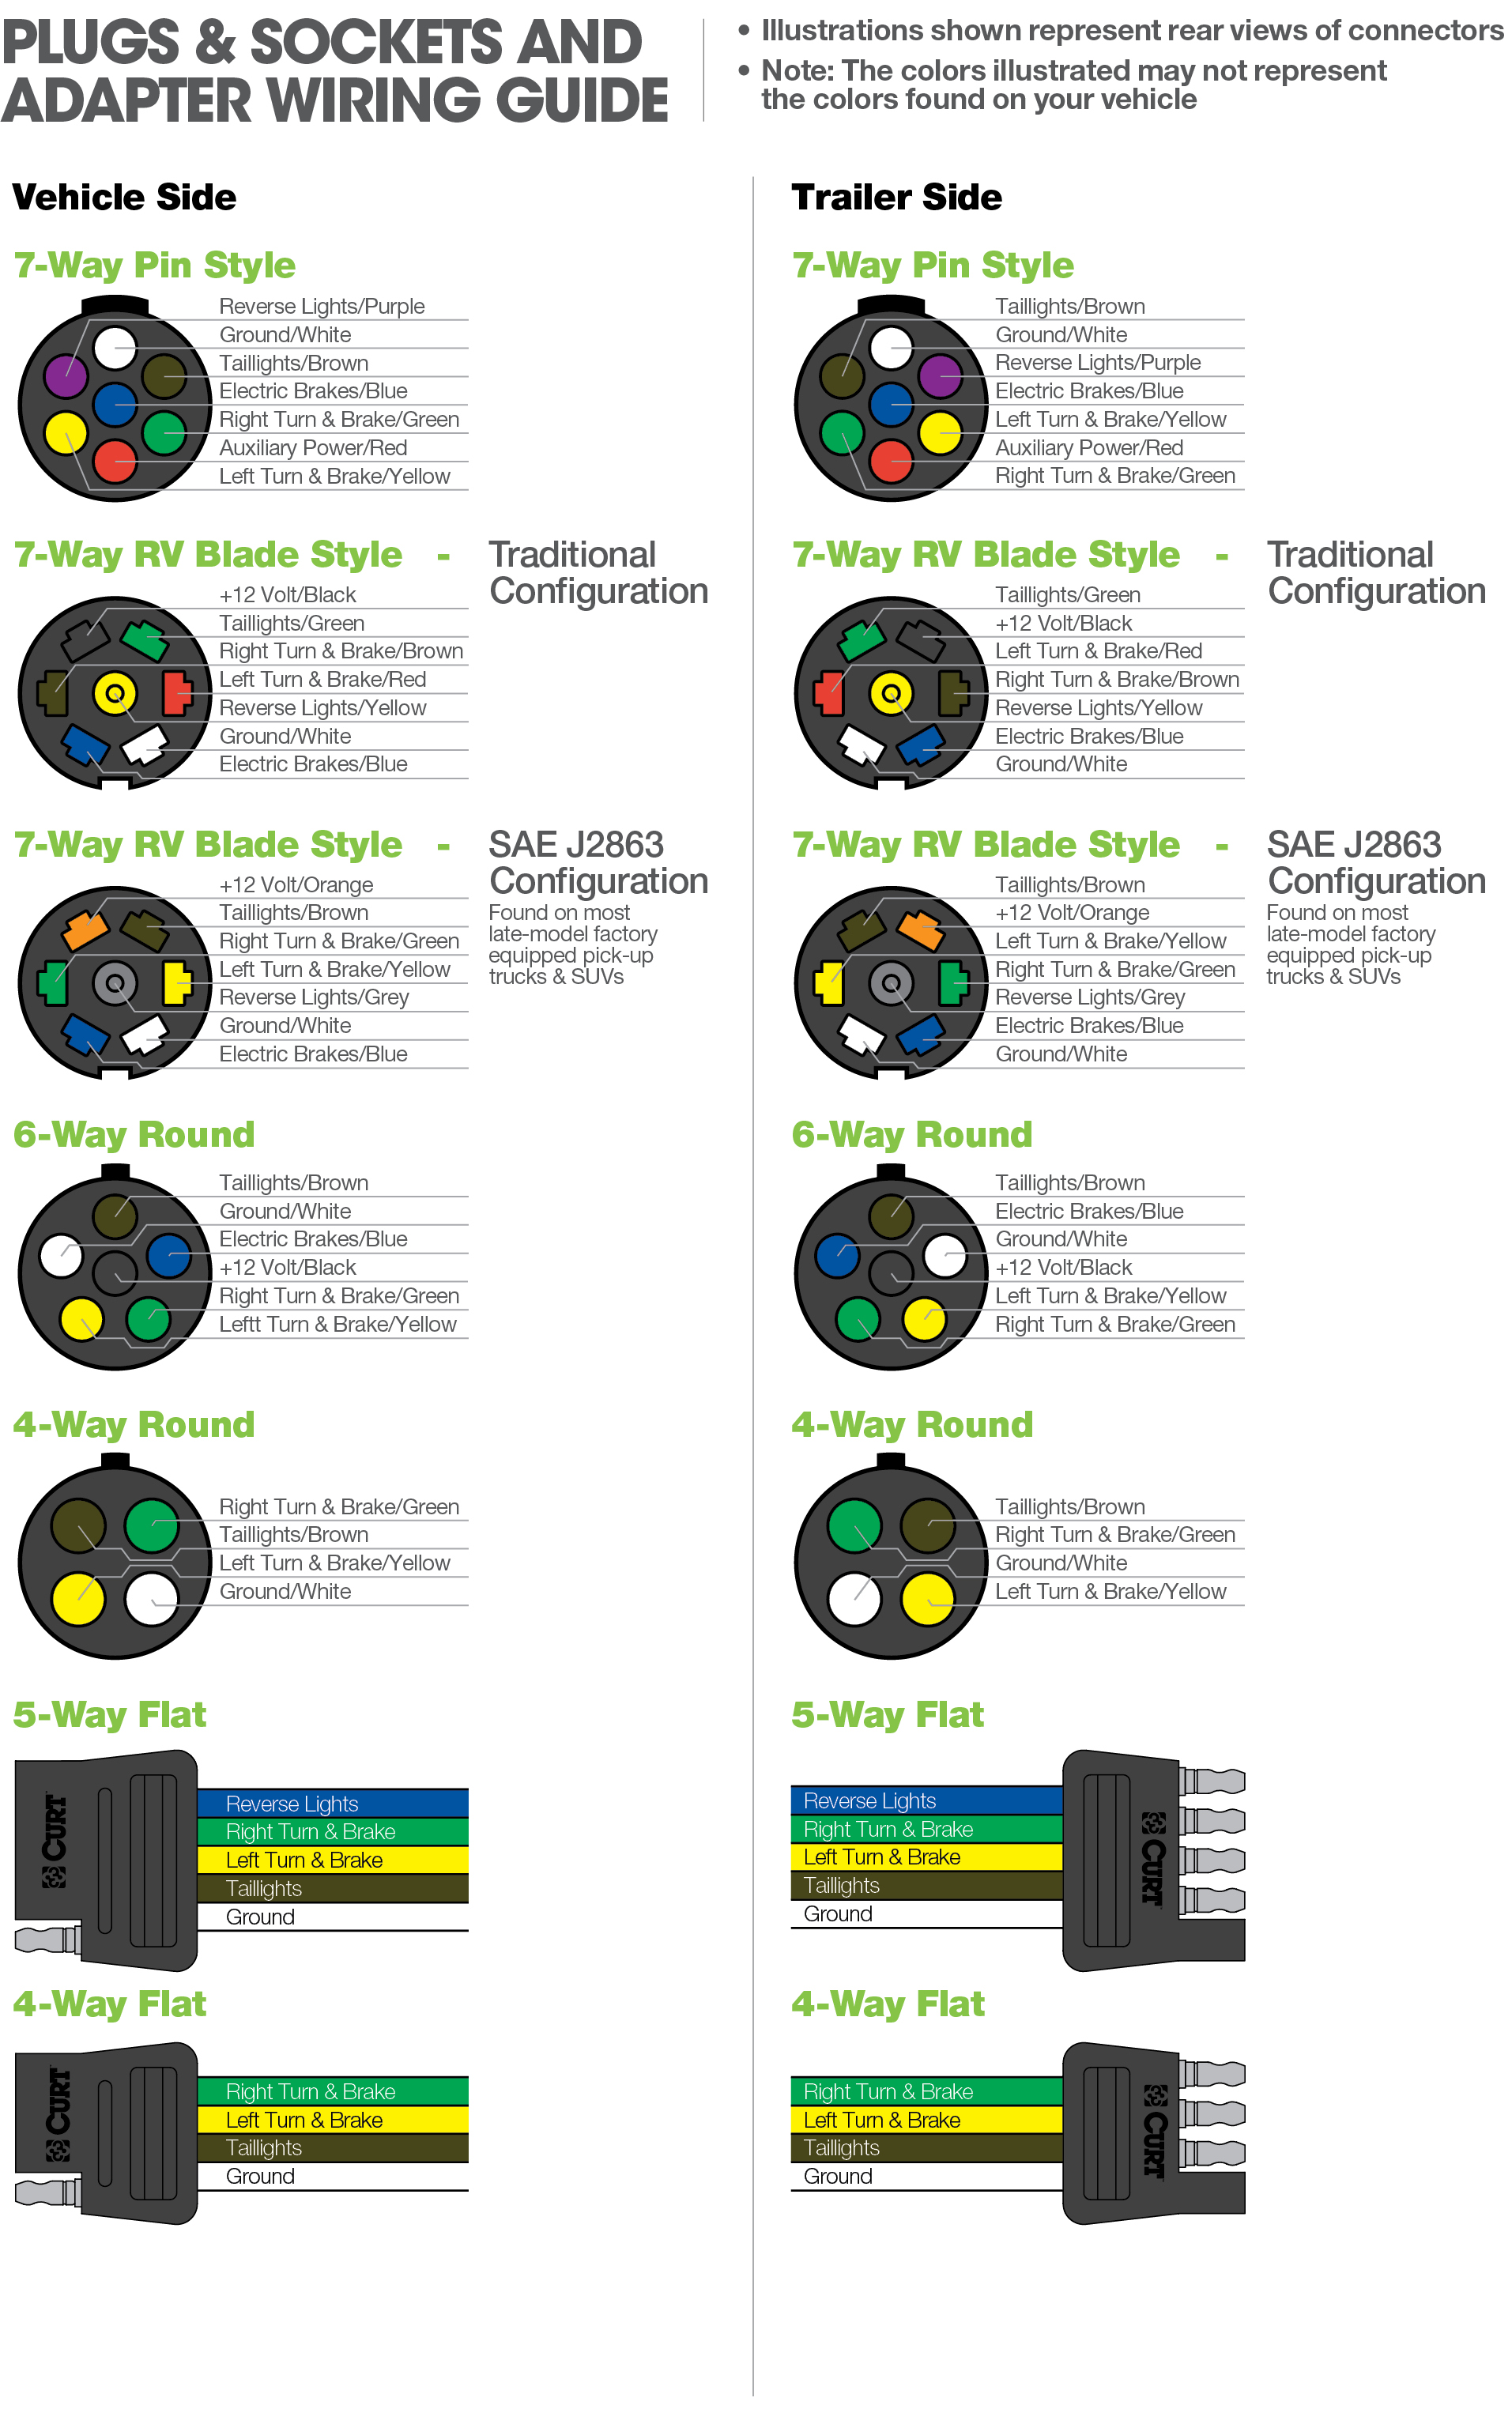 PLUGS & SOCKETS AND
ADAPTER WIRING GUIDE
• Illustrations shown represent rear views of connectors
• Note: The colors illustrated may not represent
the colors found on your vehicle
Vehicle Side
7-Way Pin Style
Reverse Lights/Purple
Ground/White
Taillights/Brown
Electric Brakes/Blue
Right Turn & Brake/Green
Auxiliary Power/Red
Left Turn & Brake/Yellow
7-Way RV Blade Style - Traditional
Configuration
+12 Volt/Black
Taillights/Green
Right Turn & Brake/Brown
Left Turn & Brake/Red
Reverse Lights/Yellow
Ground/White
Electric Brakes/Blue
7-Way RV Blade Style - SAE J2863
Configuration
Found on most
late-model factory
equipped pick-up
trucks & SUVs
+12 Volt/Orange
Taillights/Brown
Right Turn & Brake/Green
Left Turn & Brake/Yellow
Reverse Lights/Grey
Ground/White
Electric Brakes/Blue
6-Way Round
Taillights/Brown
Ground/White
Electric Brakes/Blue
+12 Volt/Black
Right Turn & Brake/Green
Leftt Turn & Brake/Yellow
4-Way Round
Right Turn & Brake/Green
Taillights/Brown
Left Turn & Brake/Yellow
Ground/White
5-Way Flat
CURT
Reverse Lights
Right Turn & Brake
Left Turn & Brake
Taillights
Ground
4-Way Flat
CURT
Right Turn & Brake
Left Turn & Brake
Taillights
Ground
Trailer Side
7-Way Pin Style
Taillights/Brown
Ground/White
Reverse Lights/Purple
Electric Brakes/Blue
Left Turn & Brake/Yellow
Auxiliary Power/Red
Right Turn & Brake/Green
7-Way RV Blade Style - Traditional
Configuration
Taillights/Green
+12 Volt/Black
Left Turn & Brake/Red
Right Turn & Brake/Brown
Reverse Lights/Yellow
Electric Brakes/Blue
Ground/White
7-Way RV Blade Style - SAE J2863
Configuration
Found on most
late-model factory
equipped pick-up
trucks & SUVs
Taillights/Brown
+12 Volt/Orange
Left Turn & Brake/Yellow
Right Turn & Brake/Green
Reverse Lights/Grey
Electric Brakes/Blue
Ground/White
6-Way Round
Taillights/Brown
Electric Brakes/Blue
Ground/White
+12 Volt/Black
Left Turn & Brake/Yellow
Right Turn & Brake/Green
4-Way Round
Taillights/Brown
Right Turn & Brake/Green
Ground/White
Left Turn & Brake/Yellow
5-Way Flat
Reverse Lights
Right Turn & Brake
Left Turn & Brake
Taillights
Ground
CURT
4-Way Flat
Right Turn & Brake
Left Turn & Brake
Taillights
Ground
CURT